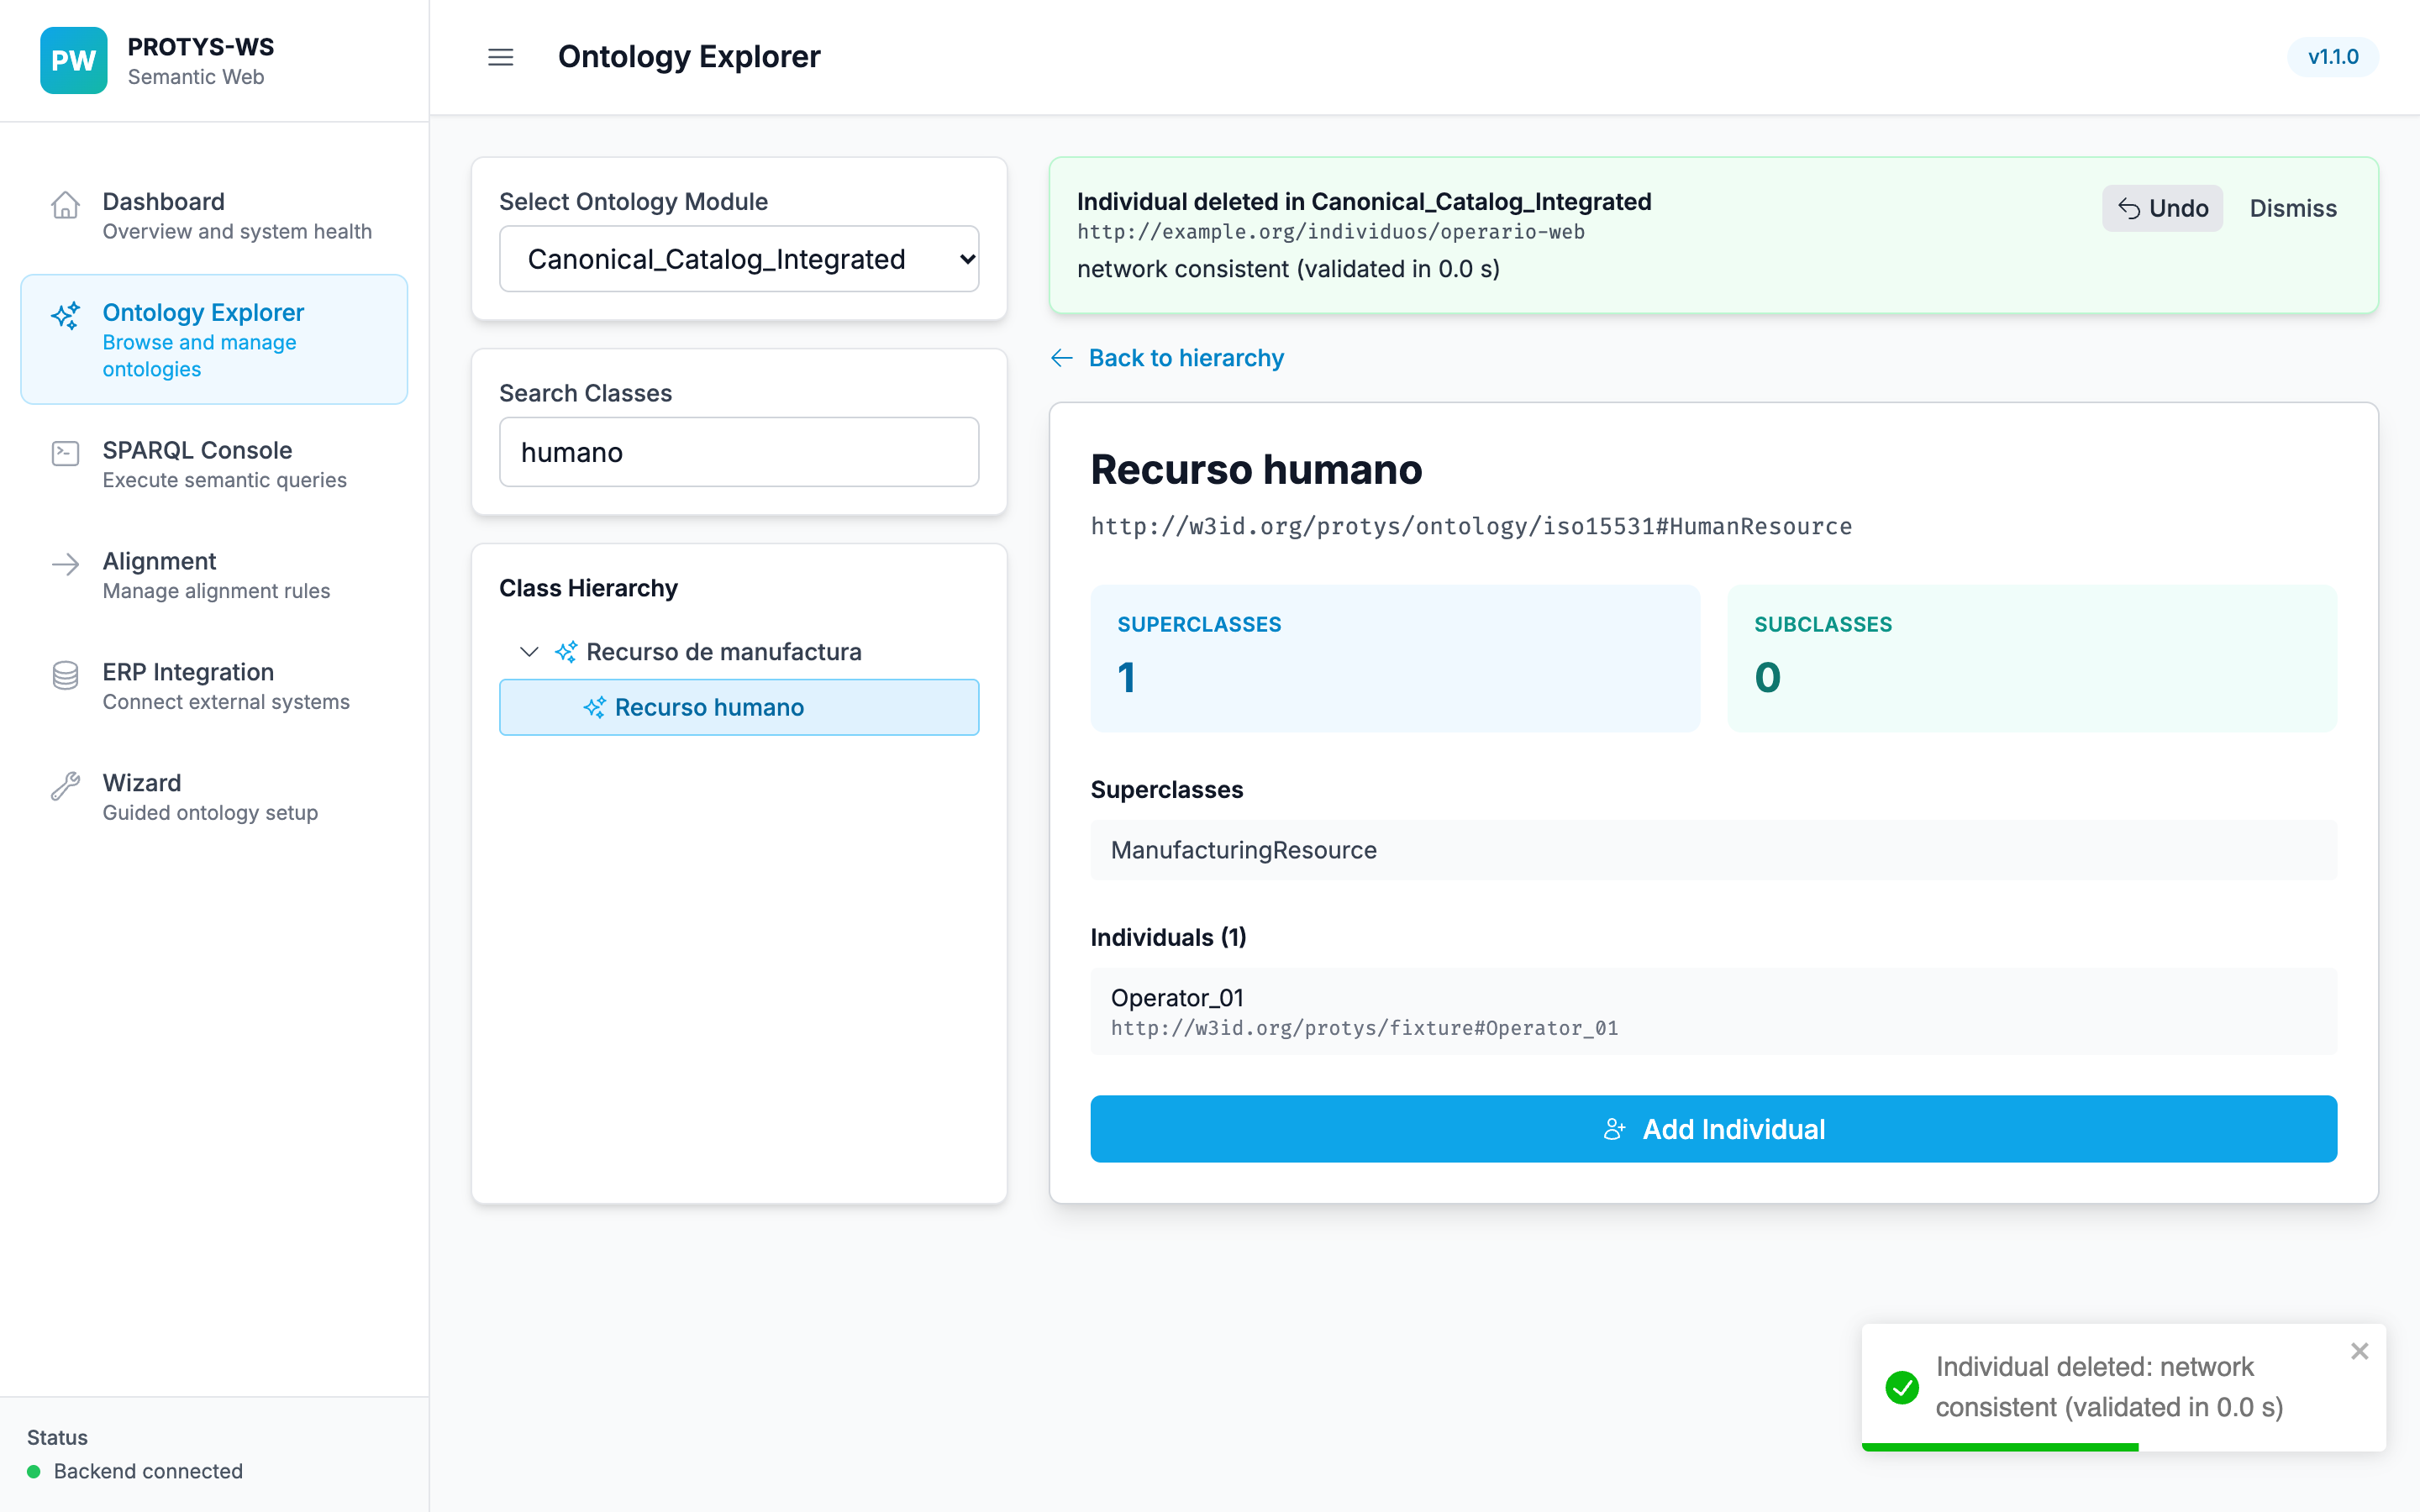 PW
PROTYS-WS
Semantic Web
Dashboard
Overview and system health
Ontology Explorer
Browse and manage
ontologies
SPARQL Console
Execute semantic queries
Alignment
Manage alignment rules
ERP Integration
Connect external systems
Wizard
Guided ontology setup
Status
Backend connected
Ontology Explorer
v1.1.0
Select Ontology Module
Canonical_Catalog_Integrated
Search Classes
humano
Class Hierarchy
Recurso de manufactura
Recurso humano
Individual deleted in Canonical_Catalog_Integrated
http://example.org/individuos/operario-web
network consistent (validated in 0.0 s)
Undo
Dismiss
Back to hierarchy
Recurso humano
http://w3id.org/protys/ontology/iso15531#HumanResource
SUPERCLASSES
1
SUBCLASSES
0
Superclasses
ManufacturingResource
Individuals (1)
Operator_01
http://w3id.org/protys/fixture#Operator_01
Add Individual
Individual deleted: network
consistent (validated in 0.0 s)